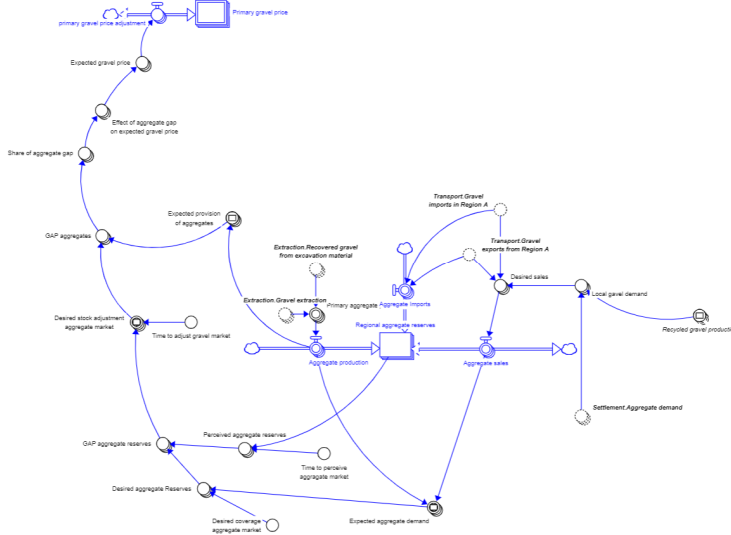 Primary gravel price
primary gravel price adjustment
Expected gravel price
Effect of aggregate gap
on expected gravel price
Share of aggregate gap
Transport.Gravel
imports in Region A
Expected provision
of aggregates
GAP aggregates
Transport.Gravel
exports from Region A
Extraction.Recovered gravel
from excavation material
Desired sales
Local gavel demand
Extraction.Gravel extraction
Primary aggregate
Aggregate imports
Regional aggregate reserves
Recycled gravel productio
Desired stock adjustment
aggregate market
Time to adjust gravel market
Aggregate production
Aggregate sales
Settlement.Aggregate demand
Perceived aggregate reserves
GAP aggregate reserves
Time to perceive
aggregate market
Desired aggregate Reserves
Desired coverage
aggregate market
Expected aggregate demand